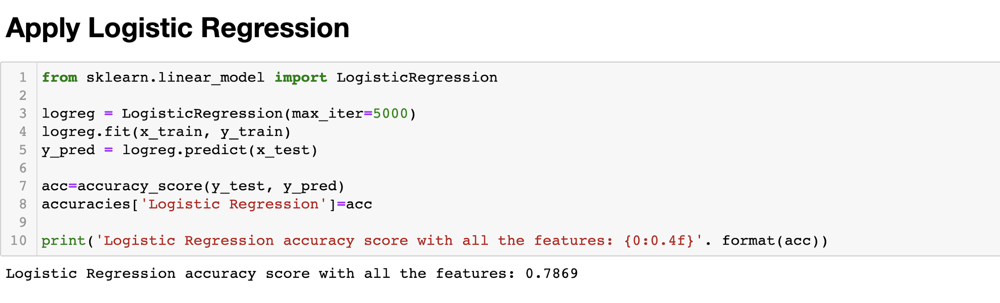 Apply Logistic Regression
1 from sklearn.linear_model import LogisticRegression
2
3 logreg = LogisticRegression(max_iter=5000)
4 logreg.fit(x_train, y_train)
5 y_pred = logreg.predict(x_test)
6
7 acc=accuracy_score(y_test, y_pred)
8 accuracies['Logistic Regression']=acc
9
10 print('Logistic Regression accuracy score with all the features: {0:0.4f}'. format(acc))
Logistic Regression accuracy score with all the features: 0.7869